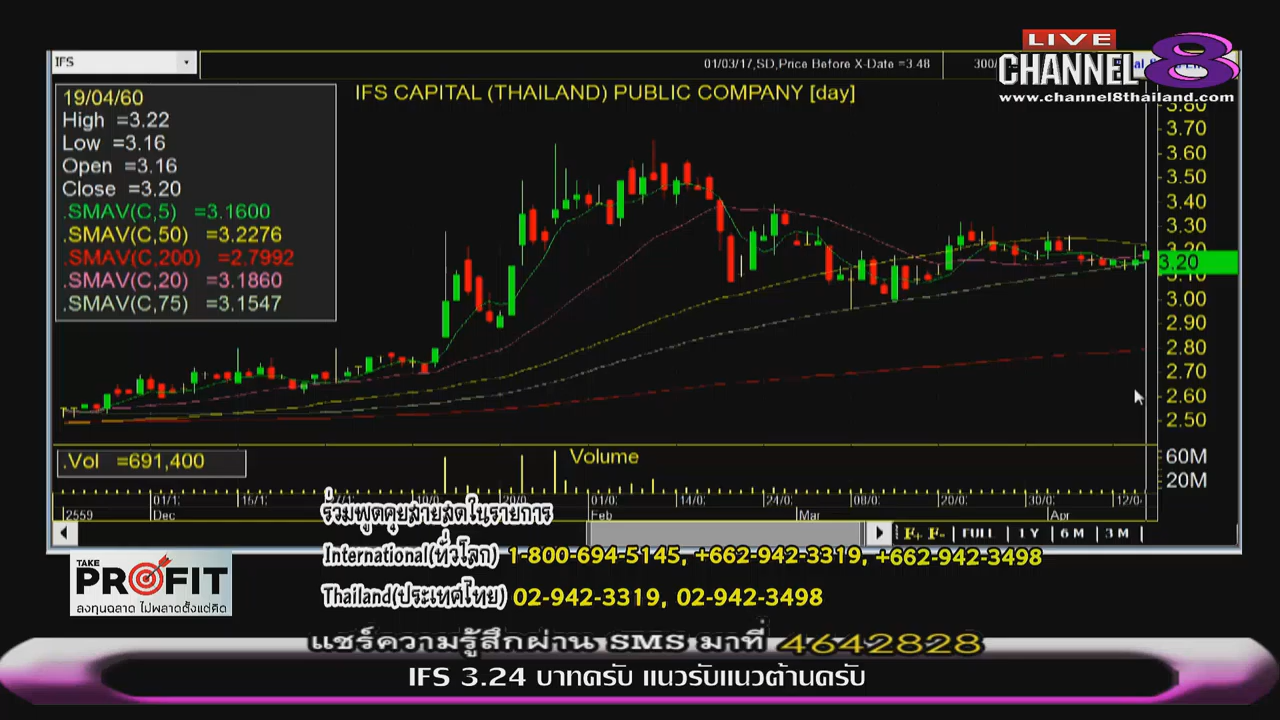 LIVE
CHANNEL 8
www.channel8thailand.com
IFS
01/03/17,SD,Price Before X-Date =3.48
IFS CAPITAL (THAILAND) PUBLIC COMPANY [day]
19/04/60
High =3.22
Low =3.16
Open =3.16
Close =3.20
.SMAV(C,5) =3.1600
.SMAV(C,50) =3.2276
.SMAV(C,200) =2.7992
.SMAV(C,20) =3.1860
.SMAV(C,75) =3.1547
3.80
3.70
3.60
3.50
3.40
3.30
3.20
3.20
3.10
3.00
2.90
2.80
2.70
2.60
2.50
.Vol =691,400
Volume
60M
20M
2559 Dec Feb Mar Apr
F+ F- FULL 1 Y 6 M 3 M
ร่วมพูดคุยสายสดในรายการ
International(ทั่วโลก) 1-800-694-5145, +662-942-3319, +662-942-3498
Thailand(ประเทศไทย) 02-942-3319, 02-942-3498
TAKE
PROFIT
ลงทุนฉลาด ไม่พลาดตั้งแต่คิด
แชร์ความรู้สึกผ่าน SMS มาที่ 4642828
IFS 3.24 บาทครับ แนวรับแนวต้านครับ